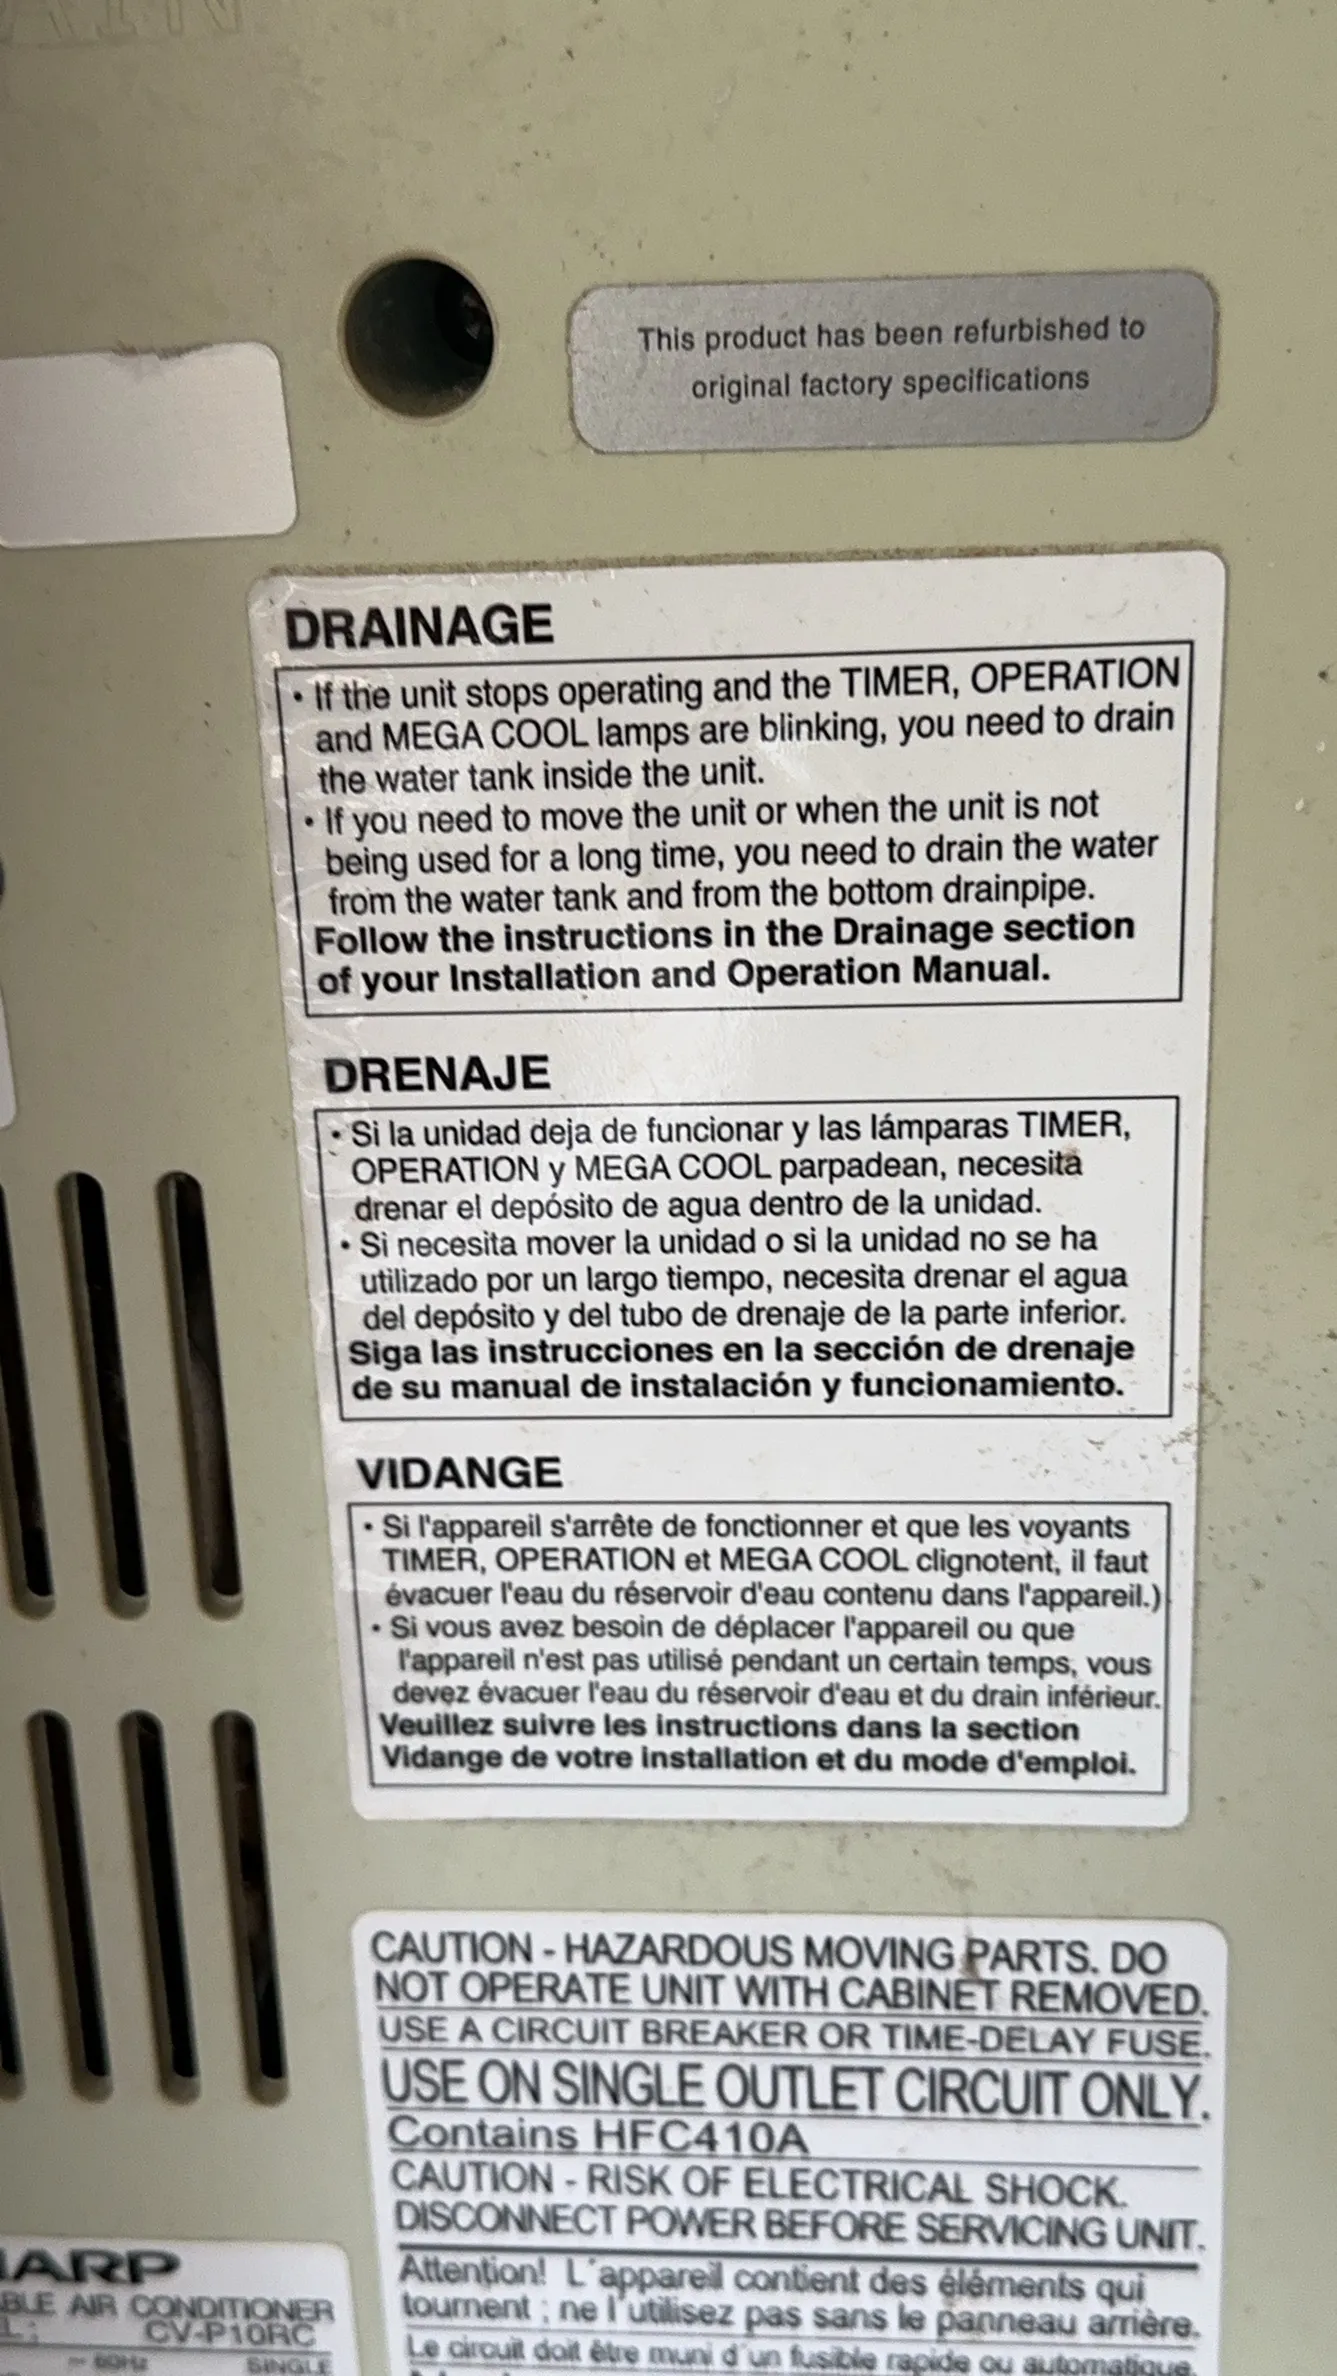 This product has been refurbished to
original factory specifications
DRAINAGE
• If the unit stops operating and the TIMER, OPERATION
and MEGA COOL lamps are blinking, you need to drain
the water tank inside the unit.
• If you need to move the unit or when the unit is not
being used for a long time, you need to drain the water
from the water tank and from the bottom drainpipe.
Follow the instructions in the Drainage section
of your Installation and Operation Manual.
DRENAJE
• Si la unidad deja de funcionar y las lámparas TIMER,
OPERATION y MEGA COOL parpadean, necesita
drenar el depósito de agua dentro de la unidad.
• Si necesita mover la unidad o si la unidad no se ha
utilizado por un largo tiempo, necesita drenar el agua
del depósito y del tubo de drenaje de la parte inferior.
Siga las instrucciones en la sección de drenaje
de su manual de instalación y funcionamiento.
VIDANGE
• Si l'appareil s'arrête de fonctionner et que les voyants
TIMER, OPERATION et MEGA COOL clignotent, il faut
évacuer l'eau du réservoir d'eau contenu dans l'appareil.)
• Si vous avez besoin de déplacer l'appareil ou que
l'appareil n'est pas utilisé pendant un certain temps, vous
devez évacuer l'eau du réservoir d'eau et du drain inférieur.
Veuillez suivre les instructions dans la section
Vidange de votre installation et du mode d'emploi.
CAUTION - HAZARDOUS MOVING PARTS. DO
NOT OPERATE UNIT WITH CABINET REMOVED.
USE A CIRCUIT BREAKER OR TIME-DELAY FUSE.
USE ON SINGLE OUTLET CIRCUIT ONLY.
Contains HFC410A
CAUTION - RISK OF ELECTRICAL SHOCK.
DISCONNECT POWER BEFORE SERVICING UNIT.
Attention! L'appareil contient des éléments qui
tournent ; ne l'utilisez pas sans le panneau arrière.
Le circuit doit être muni d'un fusible rapide ou automatique
ARP
BLE AIR CONDITIONER
L: CV-P10RC
60Hz SINGLE